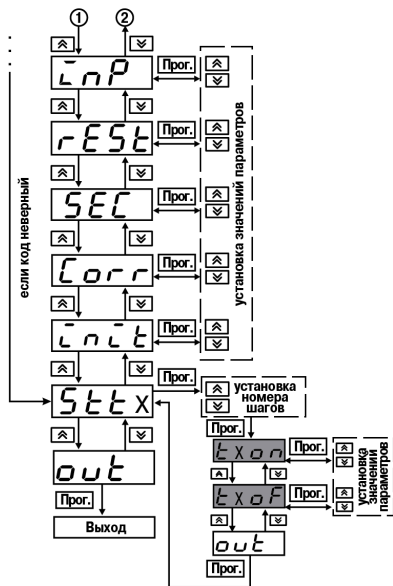 1 2
inP
Прог.
rESt
Прог.
SEC
Прог.
Corr
Прог.
init
Прог.
установка значений параметров
если код неверный
Sttx
Прог.
установка
номера
шагов
Прог.
out
txon
Прог.
txoF
Прог.
установка
значений
параметров
Прог.
Выход
out
Прог.